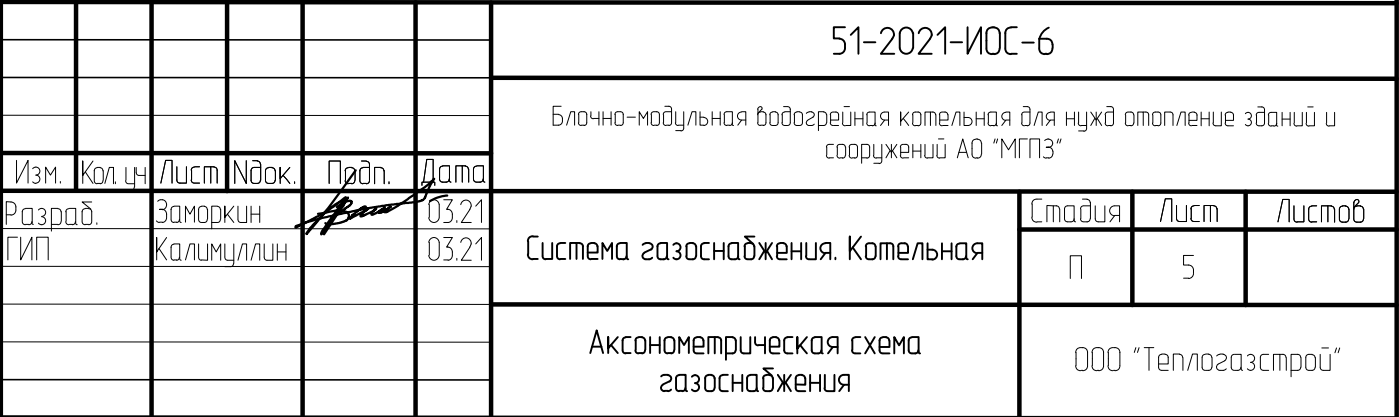 51-2021-ИОС-6
Блочно-модульная водогрейная котельная для нужд отопление зданий и
сооружений АО "МГПЗ"
Изм. Кол. уч Лист Nдок. Подп. Дата
Разраб. Заморкин 03.21
ГИП Калимуллин 03.21
Система газоснабжения. Котельная
Стадия Лист Листов
П 5
Аксонометрическая схема
газоснабжения
ООО "Теплогазстрой"